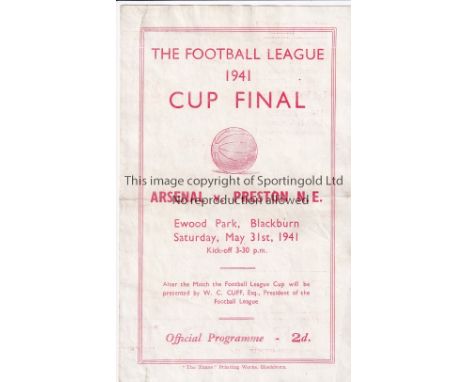 THE FOOTBALL LEAGUE
1941
CUP FINAL
This image copyright of Sportingold Ltd
ARSENAL v. PRESTON N.E.
No reproduction allowed
Ewood Park, Blackburn
Saturday, May 31st, 1941
Kick-off 3-30 p.m.
After the Match the Football League Cup will be
presented by W. C. CUFF, Esq., President of the
Football League
Official Programme - 2d.
"The Times" Printing Works, Blackburn.